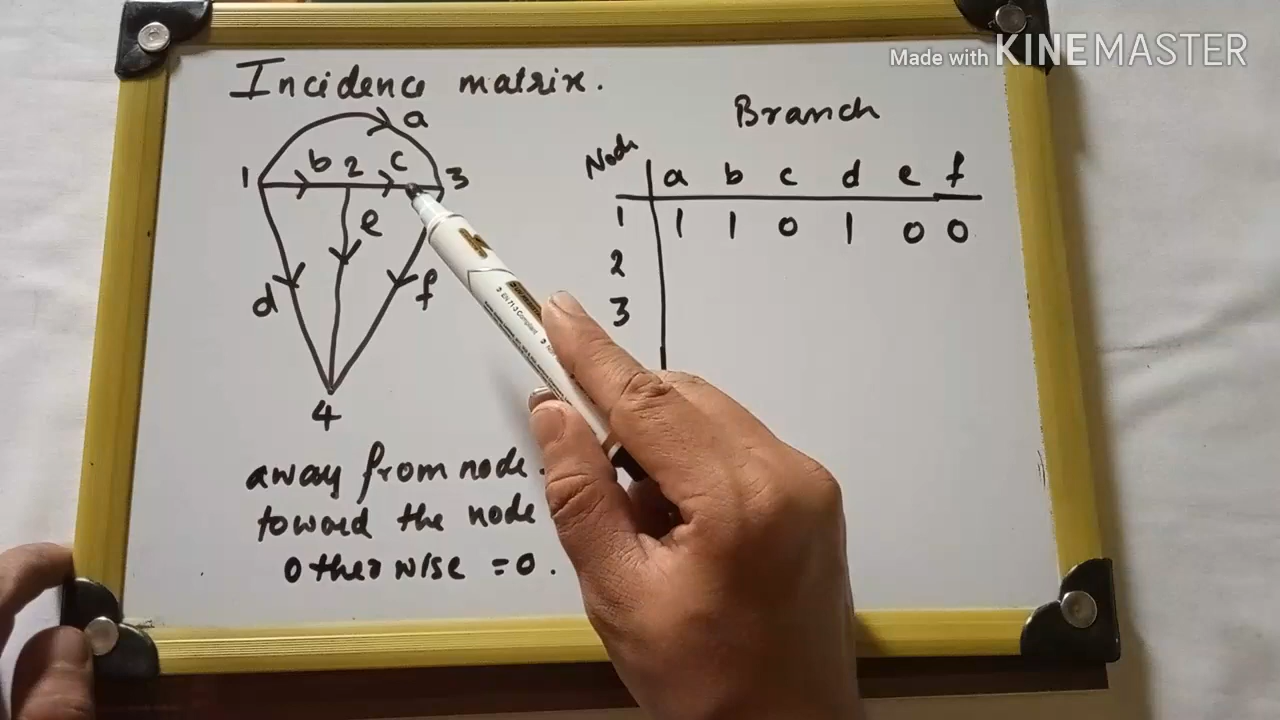 Made with KINEMASTER
Incidence matrix.
Branch
Node a b c d e f
1 1 1 0 1 0 0
2
3
a
1 b 2 c 3
e
d f
4
away from node
toward the node
otherwise = 0.